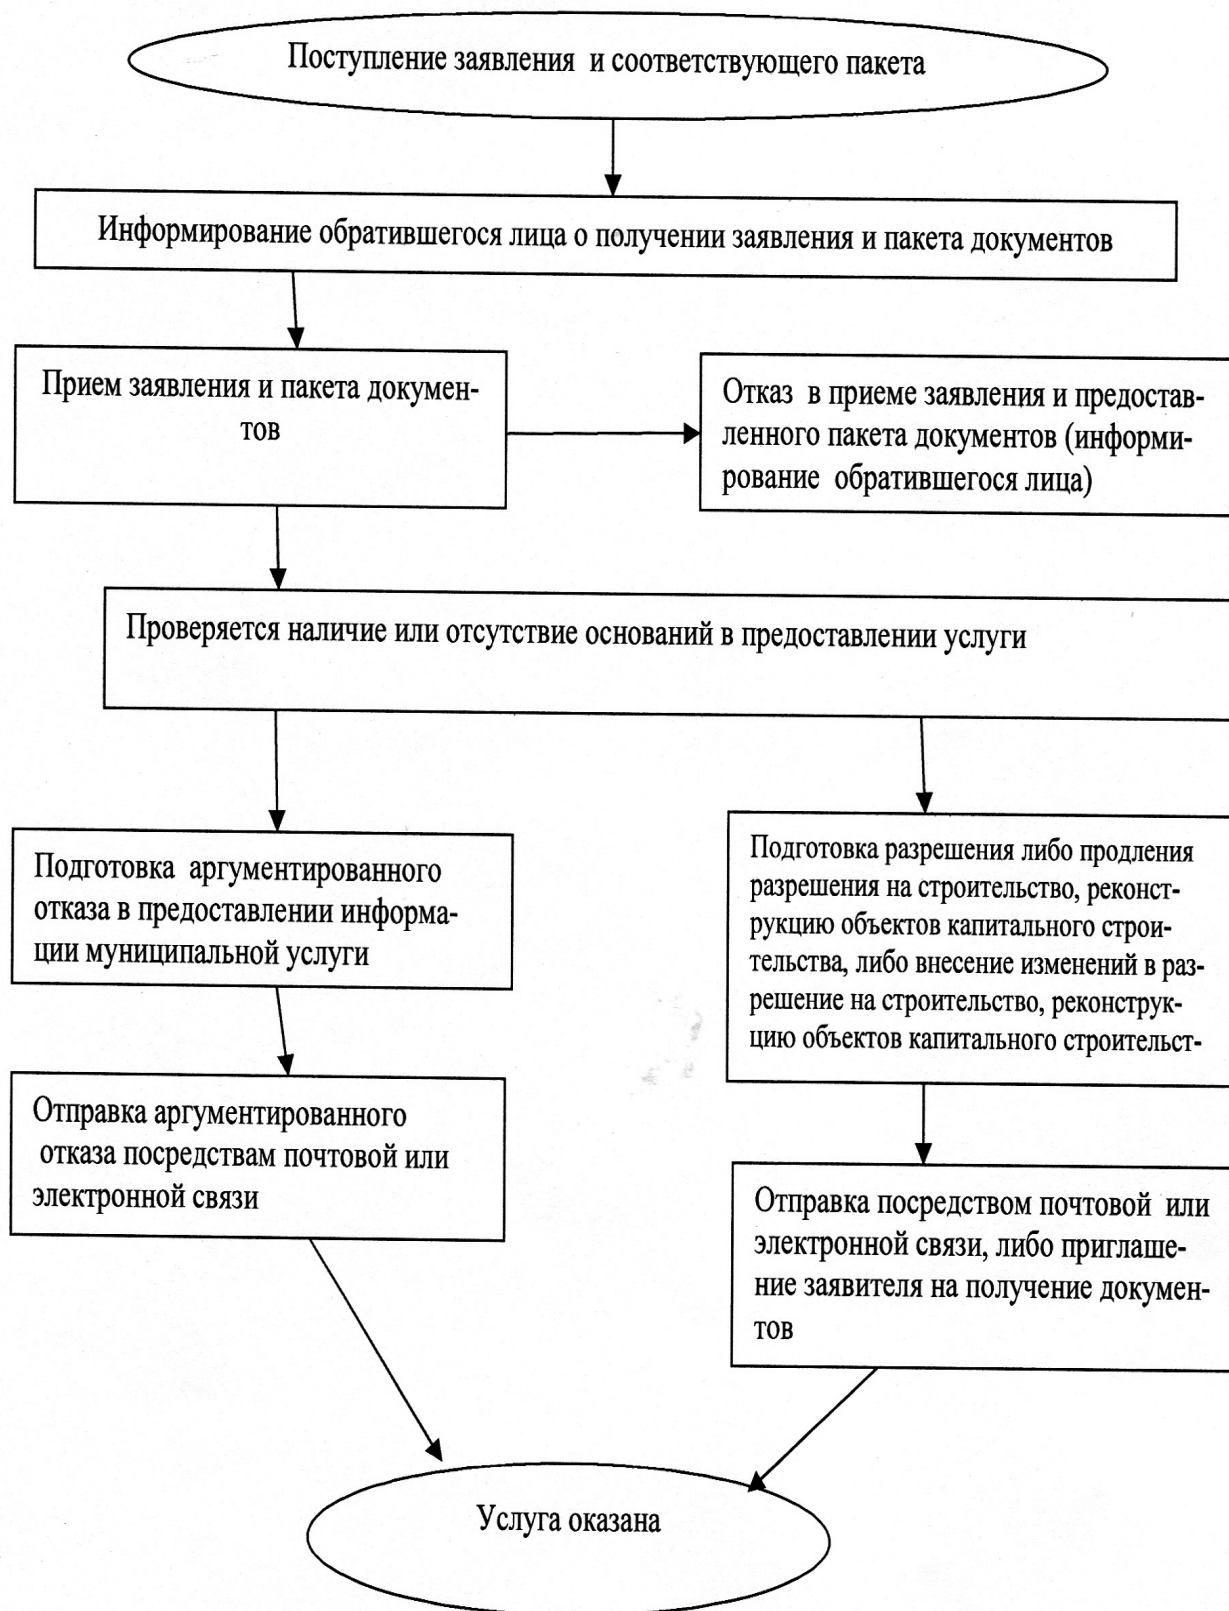 Поступление заявления и соответствующего пакета
Информирование обратившегося лица о получении заявления и пакета документов
Прием заявления и пакета докумен-
тов
Отказ в приеме заявления и предостав-
ленного пакета документов (информи-
рование обратившегося лица)
Проверяется наличие или отсутствие оснований в предоставлении услуги
Подготовка аргументированного
отказа в предоставлении информа-
ции муниципальной услуги
Подготовка разрешения либо продления
разрешения на строительство, реконст-
рукцию объектов капитального строи-
тельства, либо внесение изменений в раз-
решение на строительство, реконструк-
цию объектов капитального строительст-
Отправка аргументированного
отказа посредствам почтовой или
электронной связи
Отправка посредством почтовой или
электронной связи, либо приглаше-
ние заявителя на получение докумен-
тов
Услуга оказана